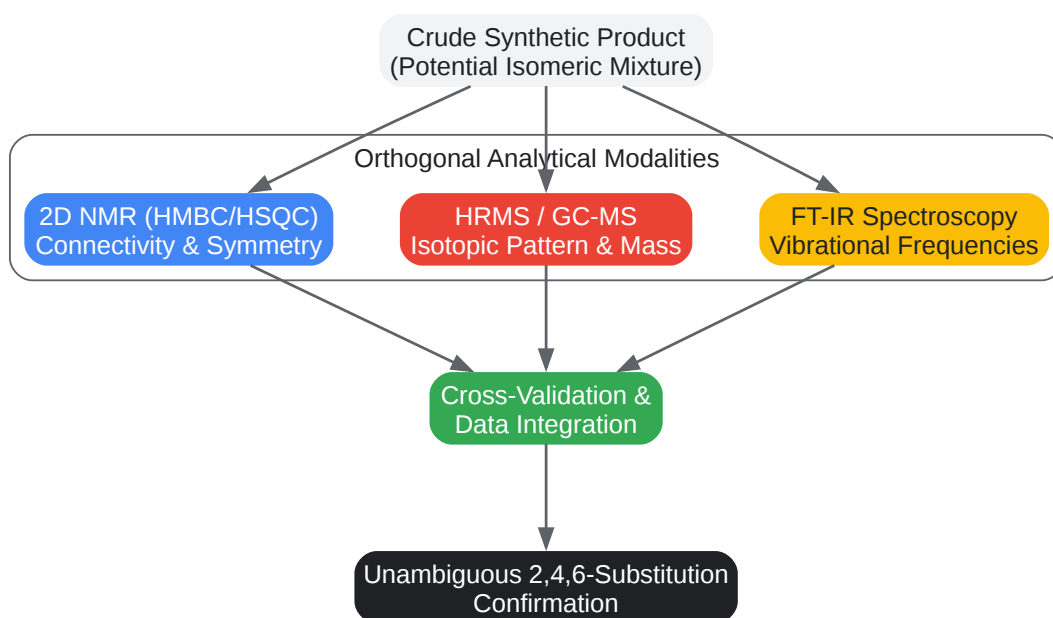 Crude Synthetic Product
(Potential Isomeric Mixture)
Orthogonal Analytical Modalities
2D NMR (HMBC/HSQC)
Connectivity & Symmetry
HRMS / GC-MS
Isotopic Pattern & Mass
FT-IR Spectroscopy
Vibrational Frequencies
Cross-Validation &
Data Integration
Unambiguous 2,4,6-Substitution
Confirmation